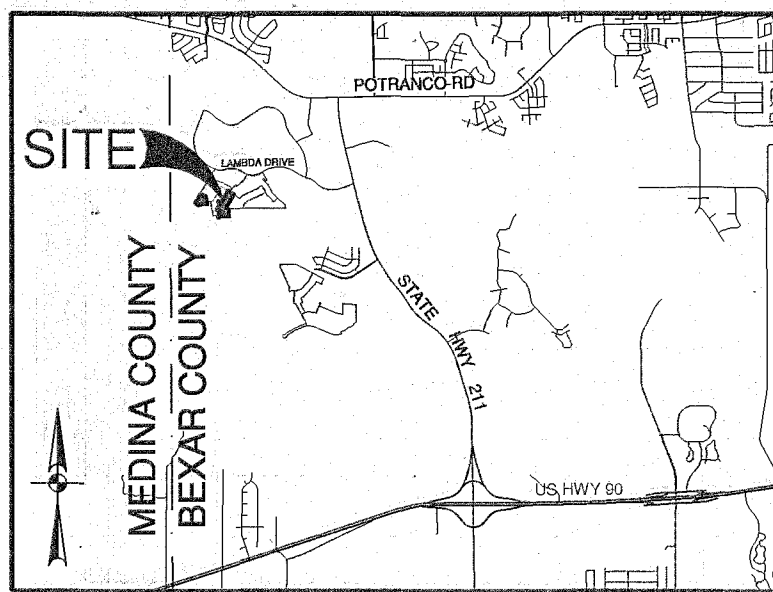 POTRANCO RD
SITE
LAMBDA DRIVE
MEDINA COUNTY
BEXAR COUNTY
STATE HWY 211
US HWY 90